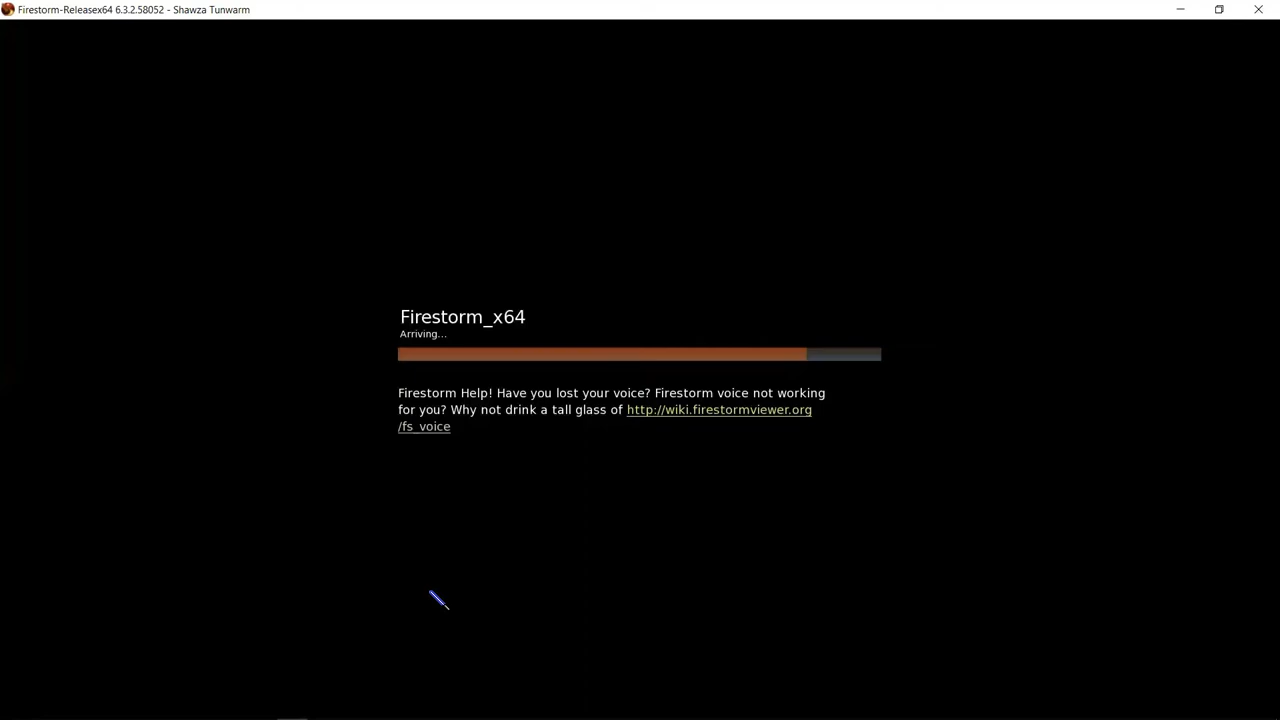 Firestorm-Releasex64 6.3.2.58052 - Shawza Tunwarm
Firestorm_x64
Arriving...
Firestorm Help! Have you lost your voice? Firestorm voice not working
for you? Why not drink a tall glass of http://wiki.firestormviewer.org
/fs_voice